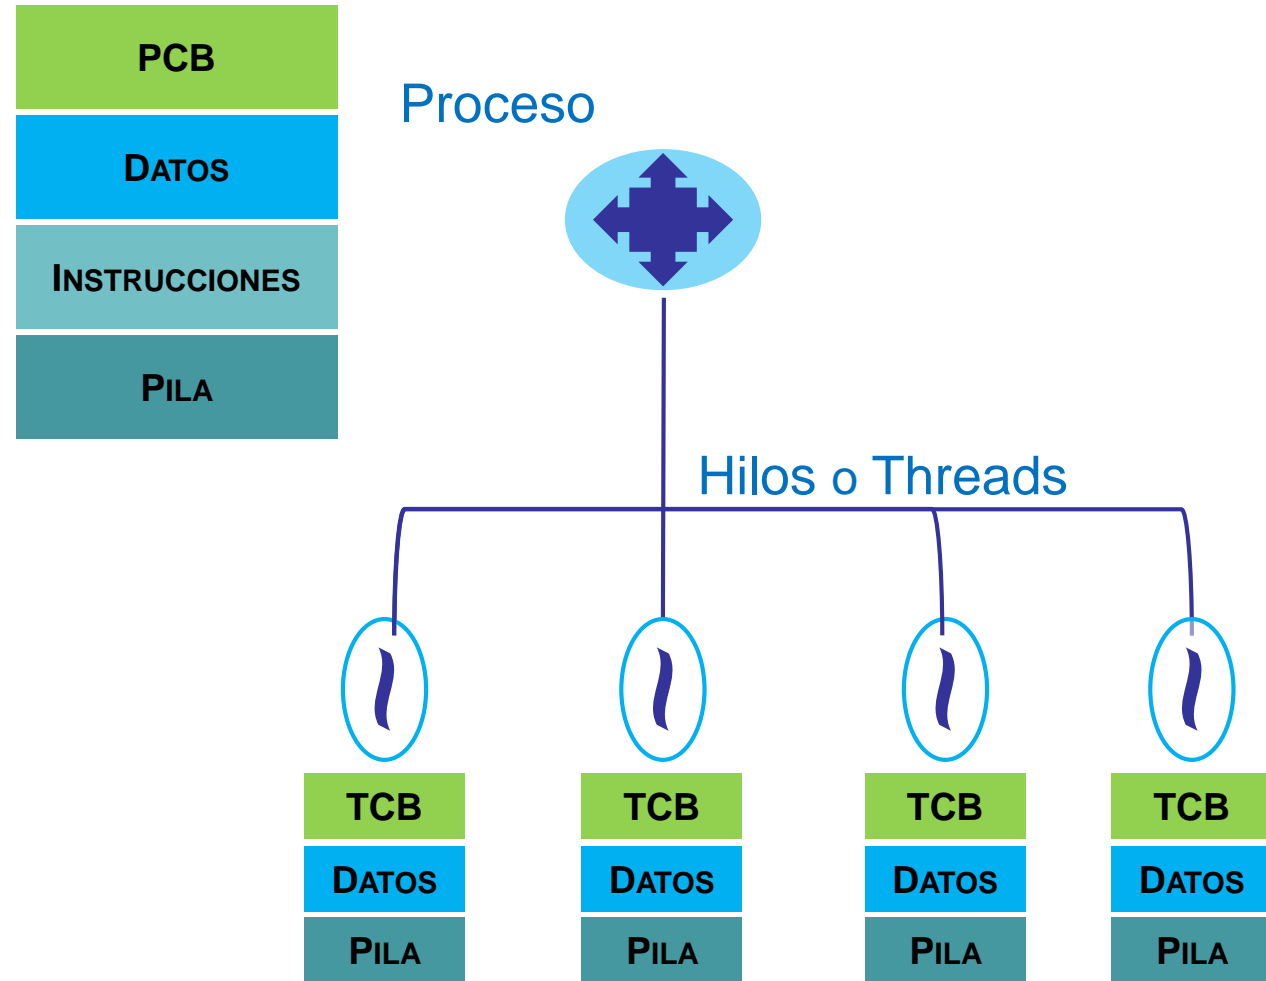 PCB
DATOS
INSTRUCCIONES
PILA
Proceso
Hilos o Threads
TCB TCB TCB TCB
DATOS DATOS DATOS DATOS
PILA PILA PILA PILA